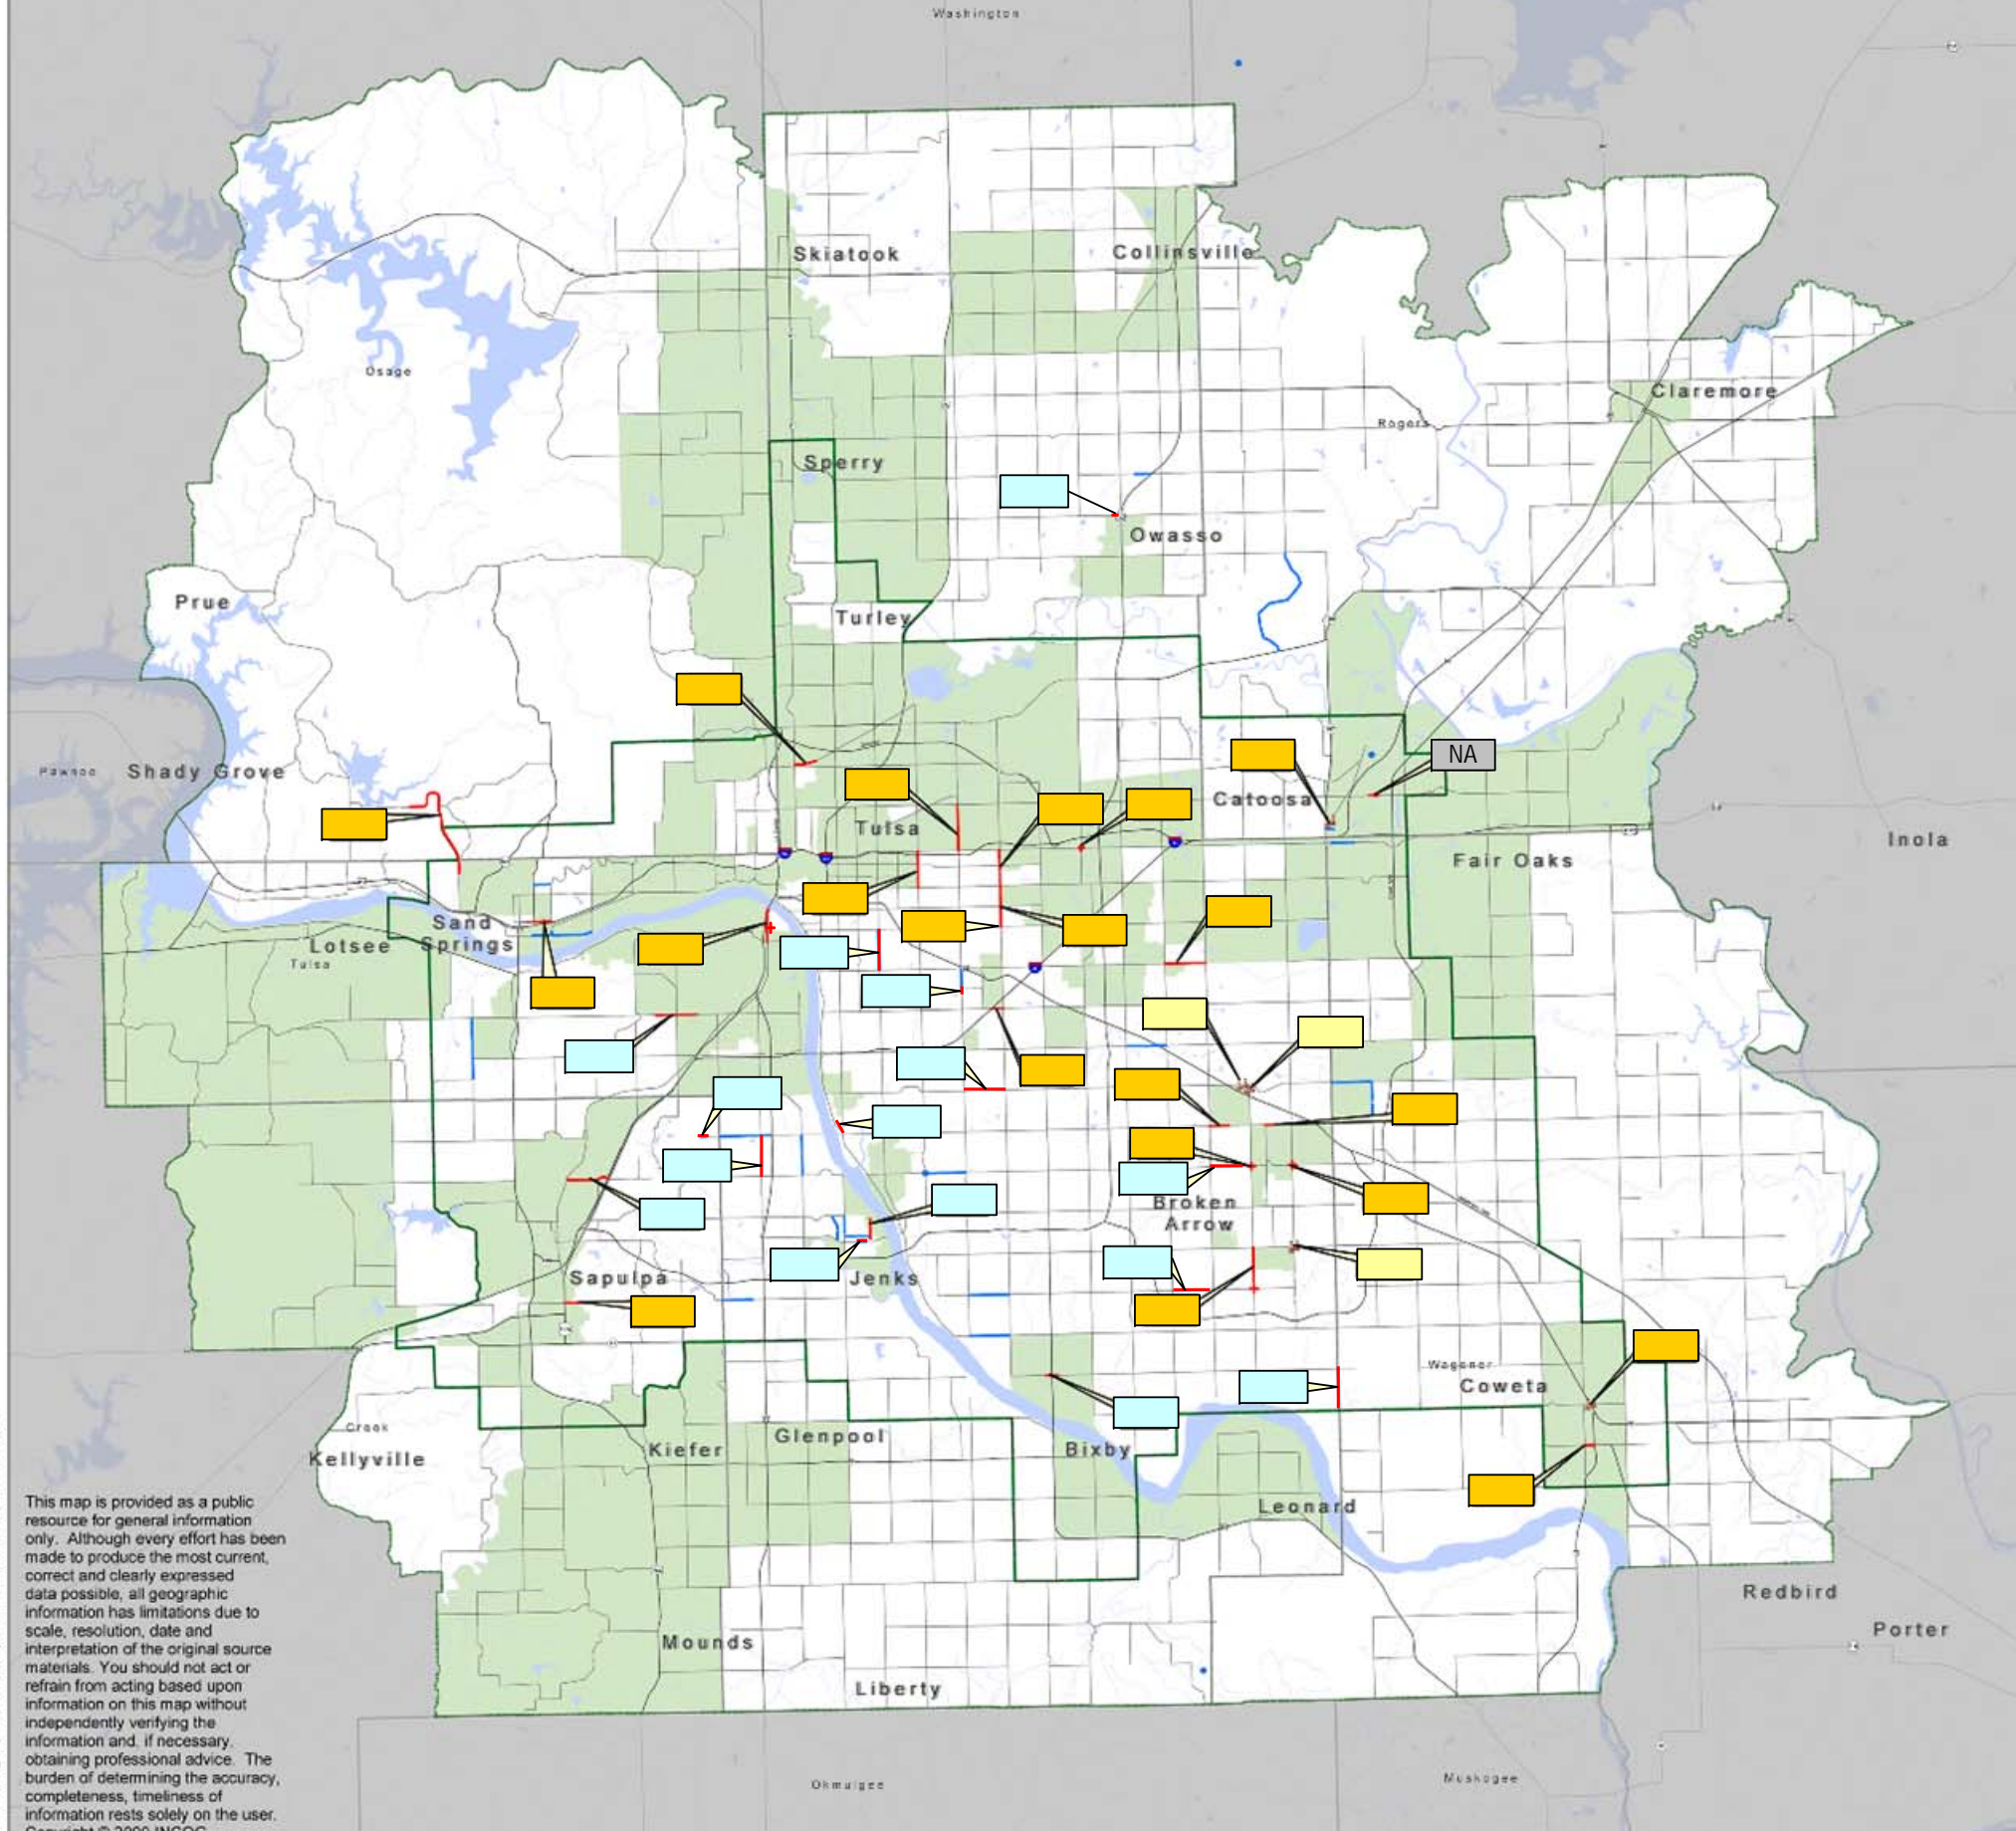 Washington
Skiatook
Collinsville
Osage
Claremore
Rogers
Sperry
Owasso
Prue
Turley
Pawnee
Shady Grove
NA
Catoosa
Tulsa
Inola
Fair Oaks
Sand
Springs
Lotsee
Tulsa
Broken
Arrow
Sapulpa
Jenks
Wagoner
Coweta
Creek
Kellyville
Kiefer
Glenpool
Bixby
Leonard
Redbird
Porter
Mounds
Liberty
Okmulgee
Muskogee
This map is provided as a public
resource for general information
only. Although every effort has been
made to produce the most current,
correct and clearly expressed
data possible, all geographic
information has limitations due to
scale, resolution, date and
interpretation of the original source
materials. You should not act or
refrain from acting based upon
information on this map without
independently verifying the
information and, if necessary,
obtaining professional advice. The
burden of determining the accuracy,
completeness, timeliness of
information rests solely on the user.